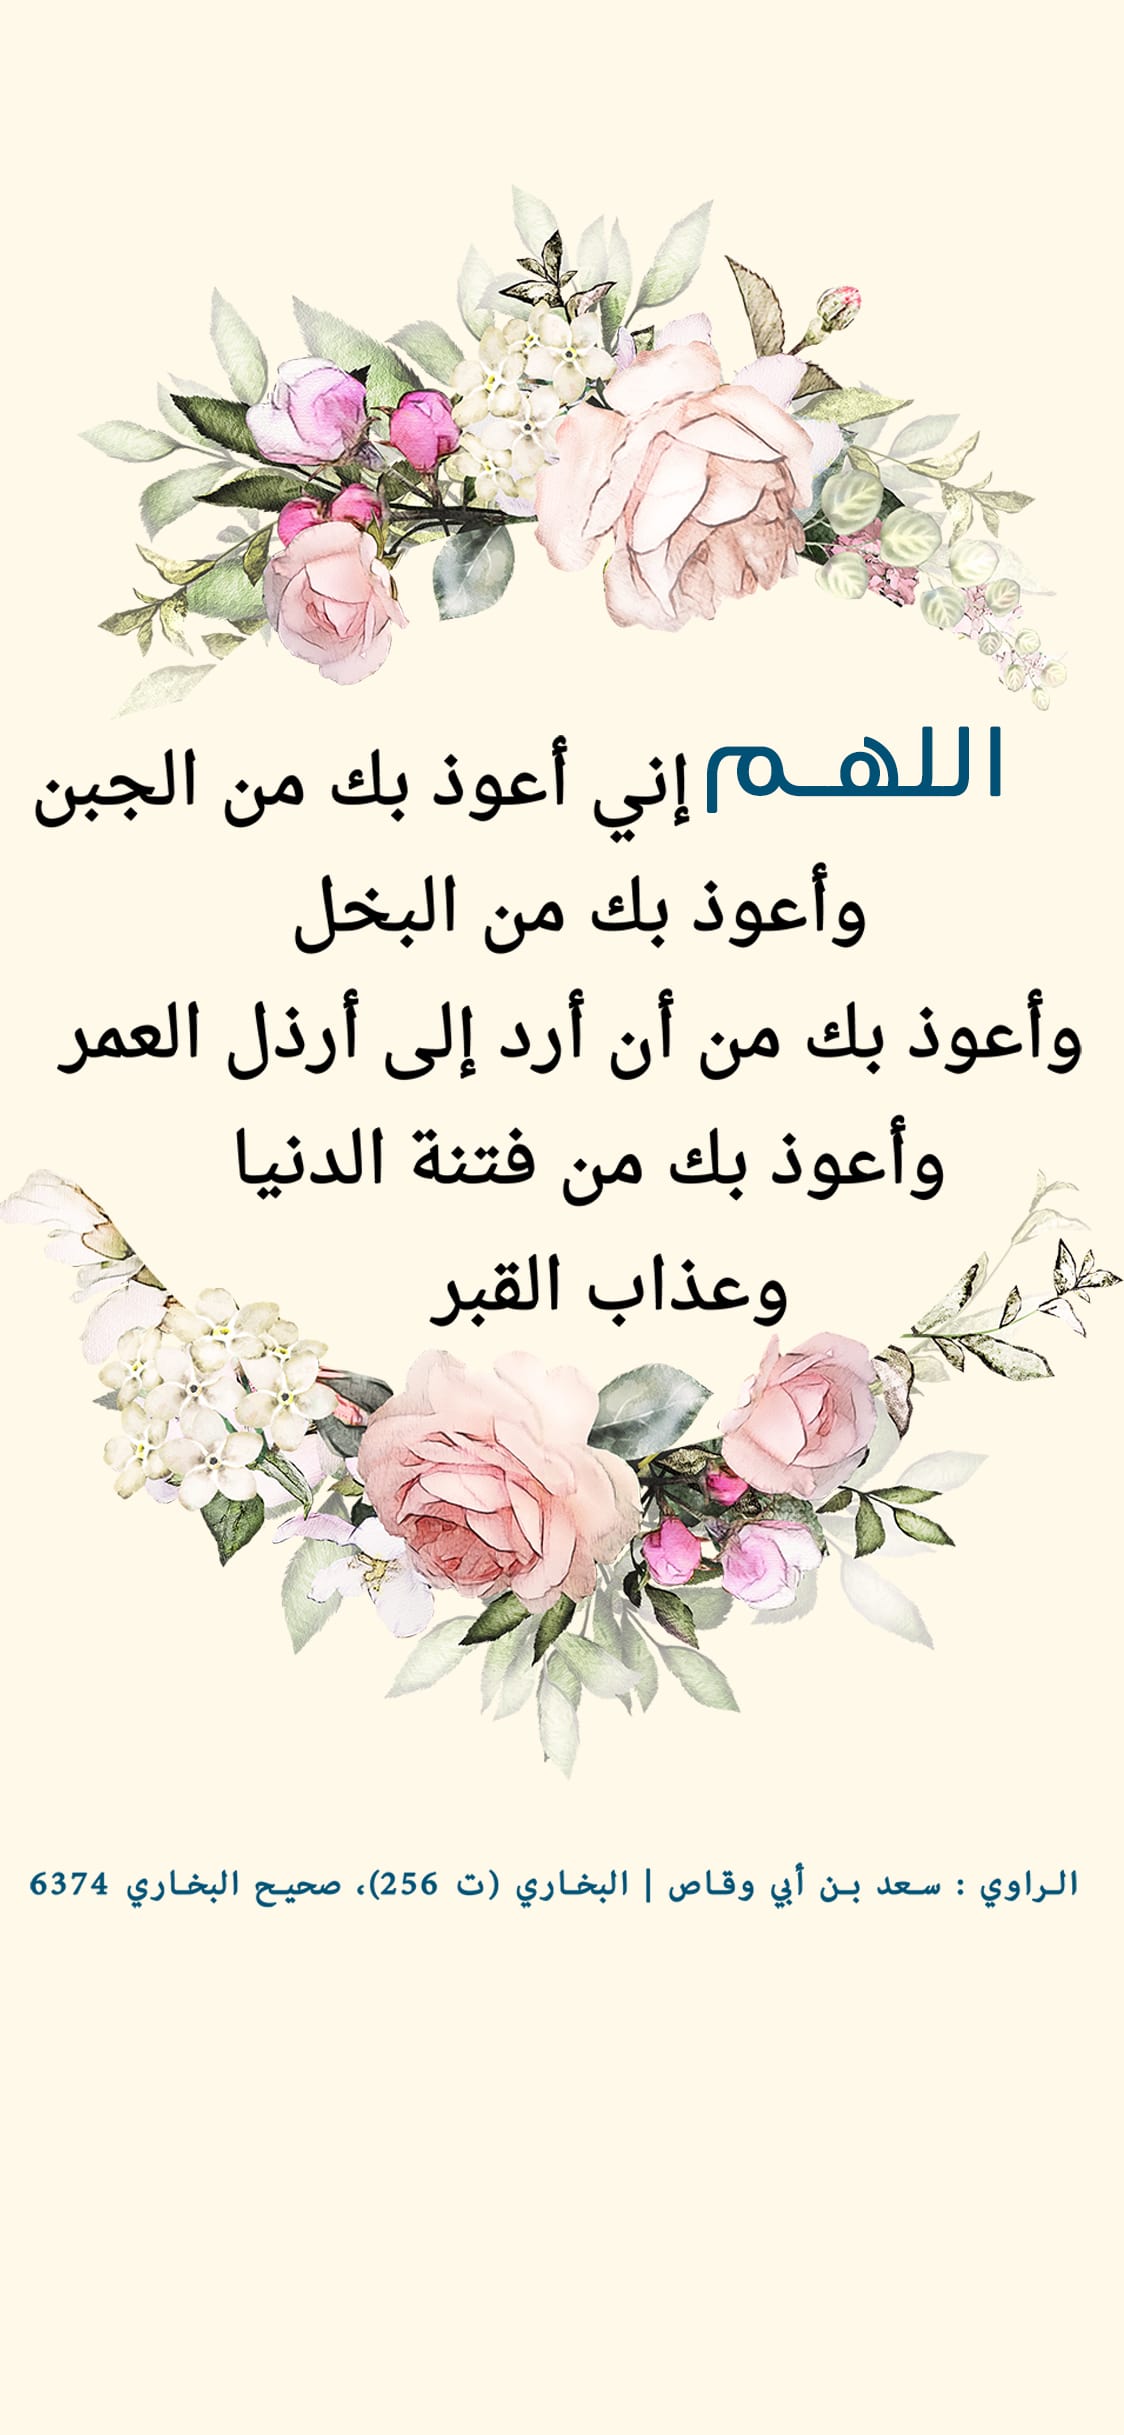 اللهم إني أعوذ بك من الجبن
وأعوذ بك من البخل
وأعوذ بك من أن أرد إلى أرذل العمر
وأعوذ بك من فتنة الدنيا
وعذاب القبر
الراوي : سعد بن أبي وقاص | البخاري (ت 256)، صحيح البخاري 6374